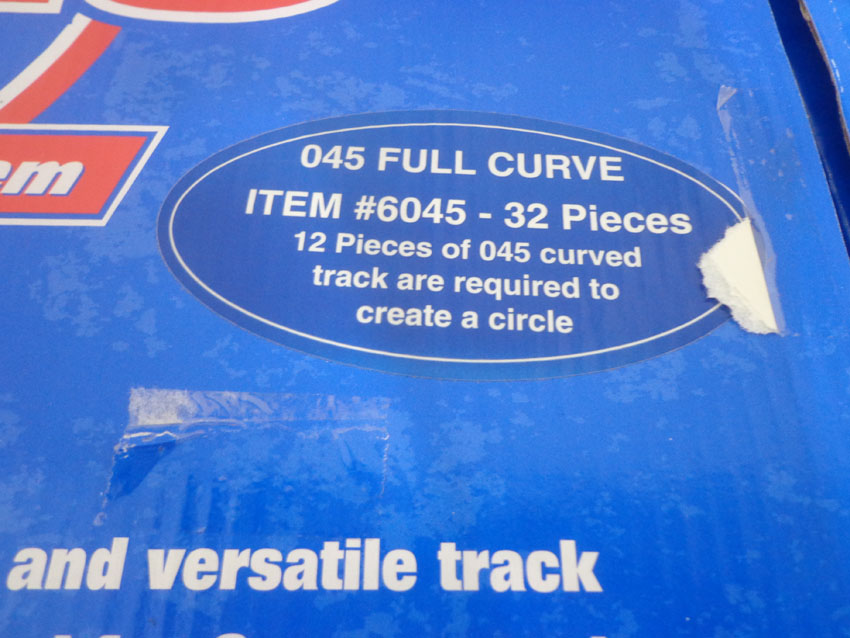 em
045 FULL CURVE
ITEM #6045 - 32 Pieces
12 Pieces of 045 curved
track are required to
create a circle
and versatile track